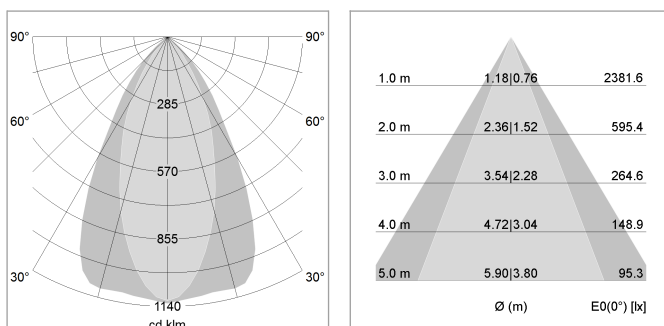 90° 90°
285
60° 60°
570
855
30° 30°
1140
cd klm
1.0 m 1.18|0.76 2381.6
2.0 m 2.36|1.52 595.4
3.0 m 3.54|2.28 264.6
4.0 m 4.72|3.04 148.9
5.0 m 5.90|3.80 95.3
Ø (m) E0(0°) [lx]